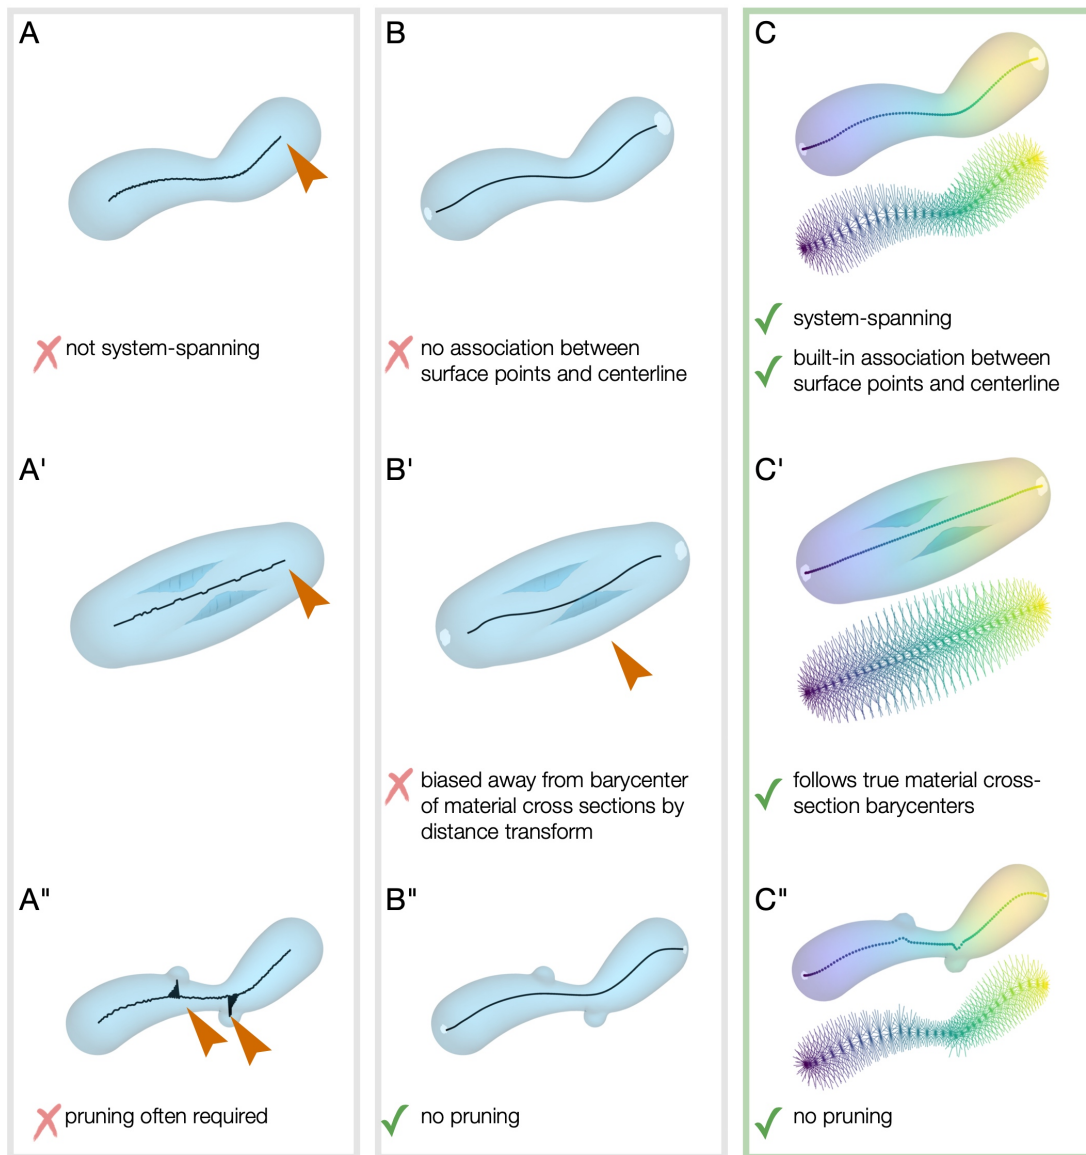 A
B
C
not system-spanning
no association between
surface points and centerline
system-spanning
built-in association between
surface points and centerline
A'
B'
C'
biased away from barycenter
of material cross sections by
distance transform
follows true material cross-
section barycenters
A"
B"
C"
pruning often required
no pruning
no pruning